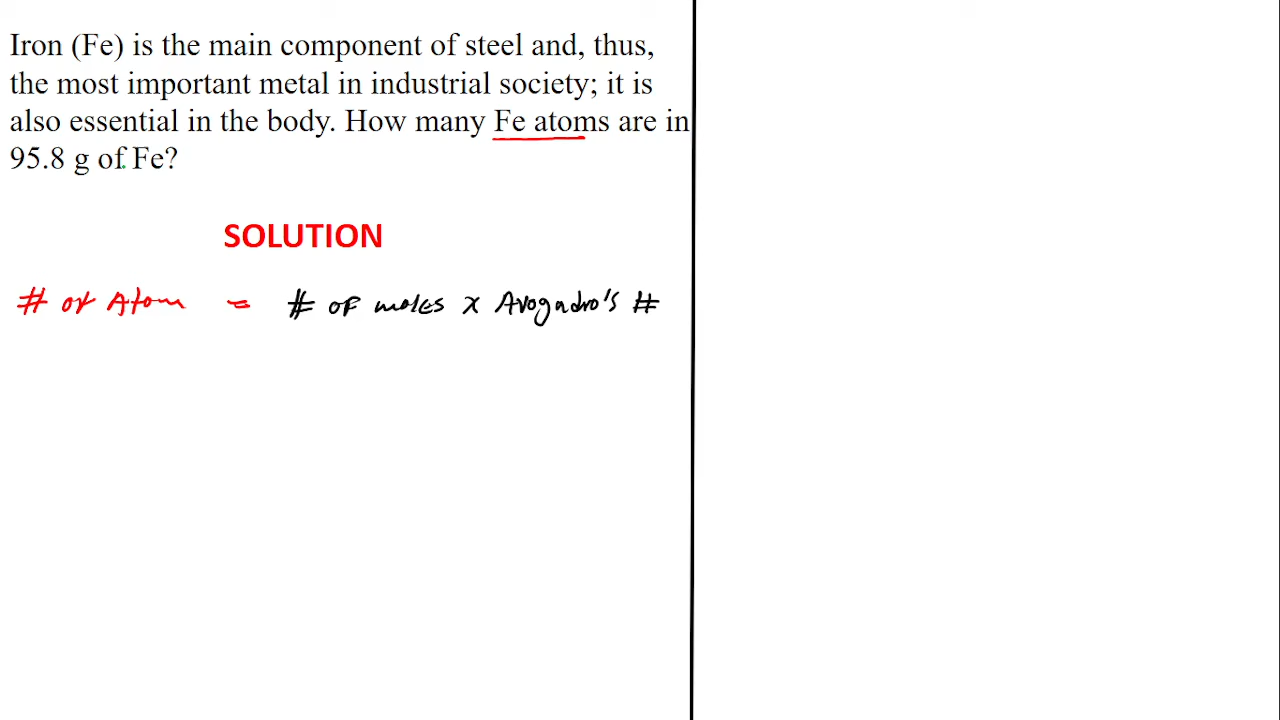 Iron (Fe) is the main component of steel and, thus,
the most important metal in industrial society; it is
also essential in the body. How many Fe atoms are in
95.8 g of Fe?
SOLUTION
# of Atom = # of moles x Avogadro's #